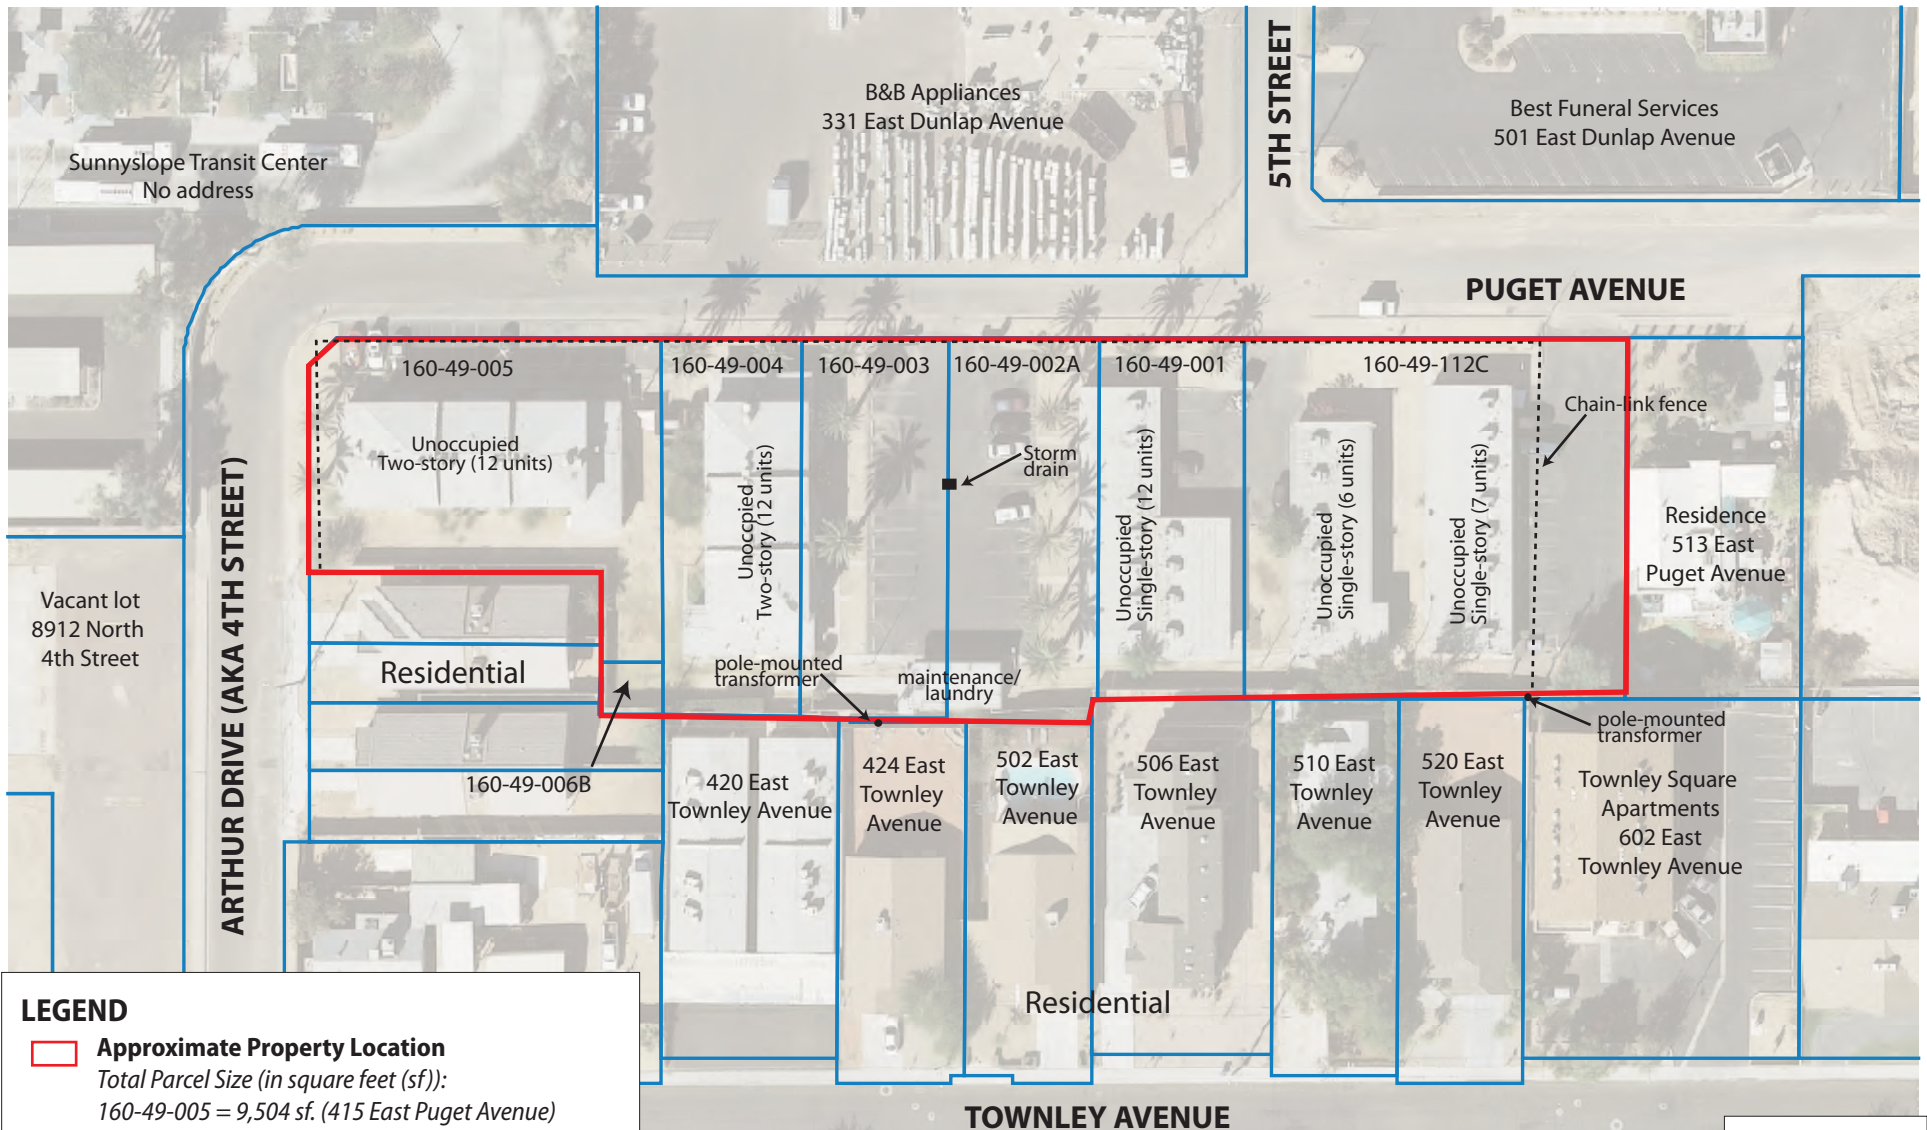 B&B Appliances
331 East Dunlap Avenue
5TH STREET
Best Funeral Services
501 East Dunlap Avenue
Sunnyslope Transit Center
No address
PUGET AVENUE
160-49-005
160-49-004
160-49-003
160-49-002A
160-49-001
160-49-112C
Chain-link fence
Unoccupied
Two-story (12 units)
Unoccpied
Two-story (12 units)
Storm
drain
Unoccupied
Single-story (12 units)
Unoccupied
Single-story (6 units)
Unoccupied
Single-story (7 units)
Residence
513 East
Puget Avenue
ARTHUR DRIVE (AKA 4TH STREET)
Vacant lot
8912 North
4th Street
Residential
pole-mounted
transformer
maintenance/
laundry
pole-mounted
transformer
160-49-006B
420 East
Townley Avenue
424 East
Townley
Avenue
502 East
Townley
Avenue
506 East
Townley
Avenue
510 East
Townley
Avenue
520 East
Townley
Avenue
Townley Square
Apartments
602 East
Townley Avenue
Residential
LEGEND
Approximate Property Location
Total Parcel Size (in square feet (sf)):
160-49-005 = 9,504 sf. (415 East Puget Avenue)
TOWNLEY AVENUE